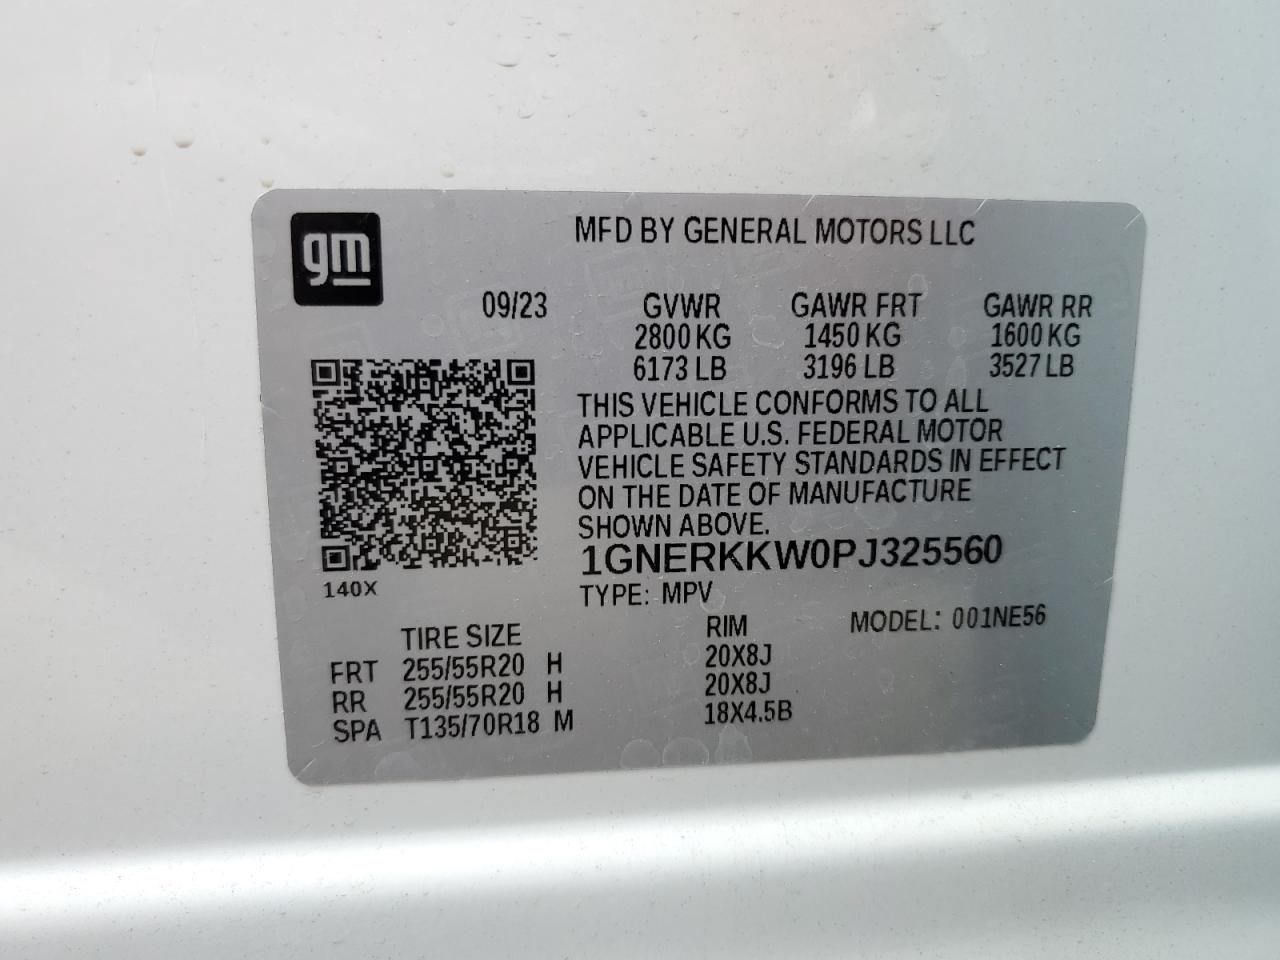 gm
MFD BY GENERAL MOTORS LLC
09/23 GVWR GAWR FRT GAWR RR
2800 KG 1450 KG 1600 KG
6173 LB 3196 LB 3527 LB
THIS VEHICLE CONFORMS TO ALL
APPLICABLE U.S. FEDERAL MOTOR
VEHICLE SAFETY STANDARDS IN EFFECT
ON THE DATE OF MANUFACTURE
SHOWN ABOVE.
1GNERKKW0PJ325560
140X
TYPE: MPV
TIRE SIZE RIM MODEL: 001NE56
FRT 255/55R20 H 20X8J
RR 255/55R20 H 20X8J
SPA T135/70R18 M 18X4.5B